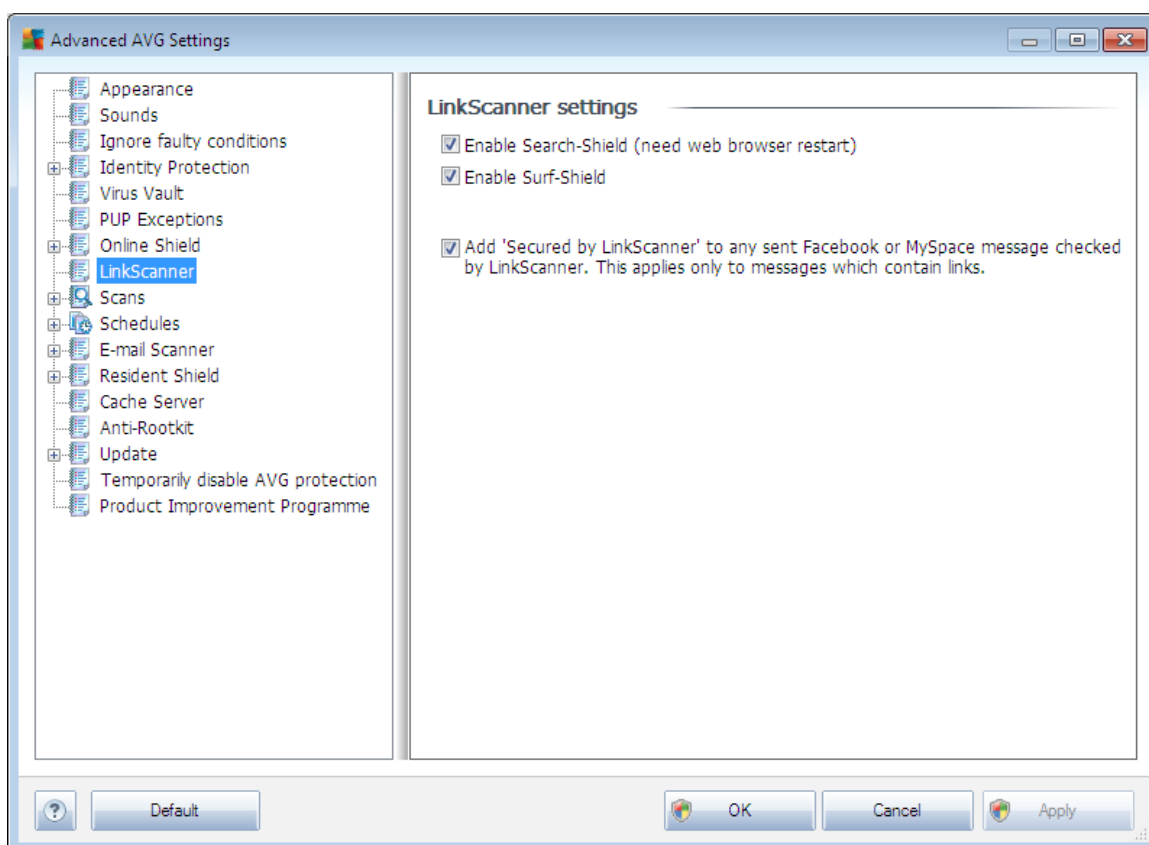 Advanced AVG Settings
Appearance
Sounds
Ignore faulty conditions
Identity Protection
Virus Vault
PUP Exceptions
Online Shield
LinkScanner
Scans
Schedules
E-mail Scanner
Resident Shield
Cache Server
Anti-Rootkit
Update
Temporarily disable AVG protection
Product Improvement Programme
LinkScanner settings
Enable Search-Shield (need web browser restart)
Enable Surf-Shield
Add 'Secured by LinkScanner' to any sent Facebook or MySpace message checked
by LinkScanner. This applies only to messages which contain links.
? Default OK Cancel Apply